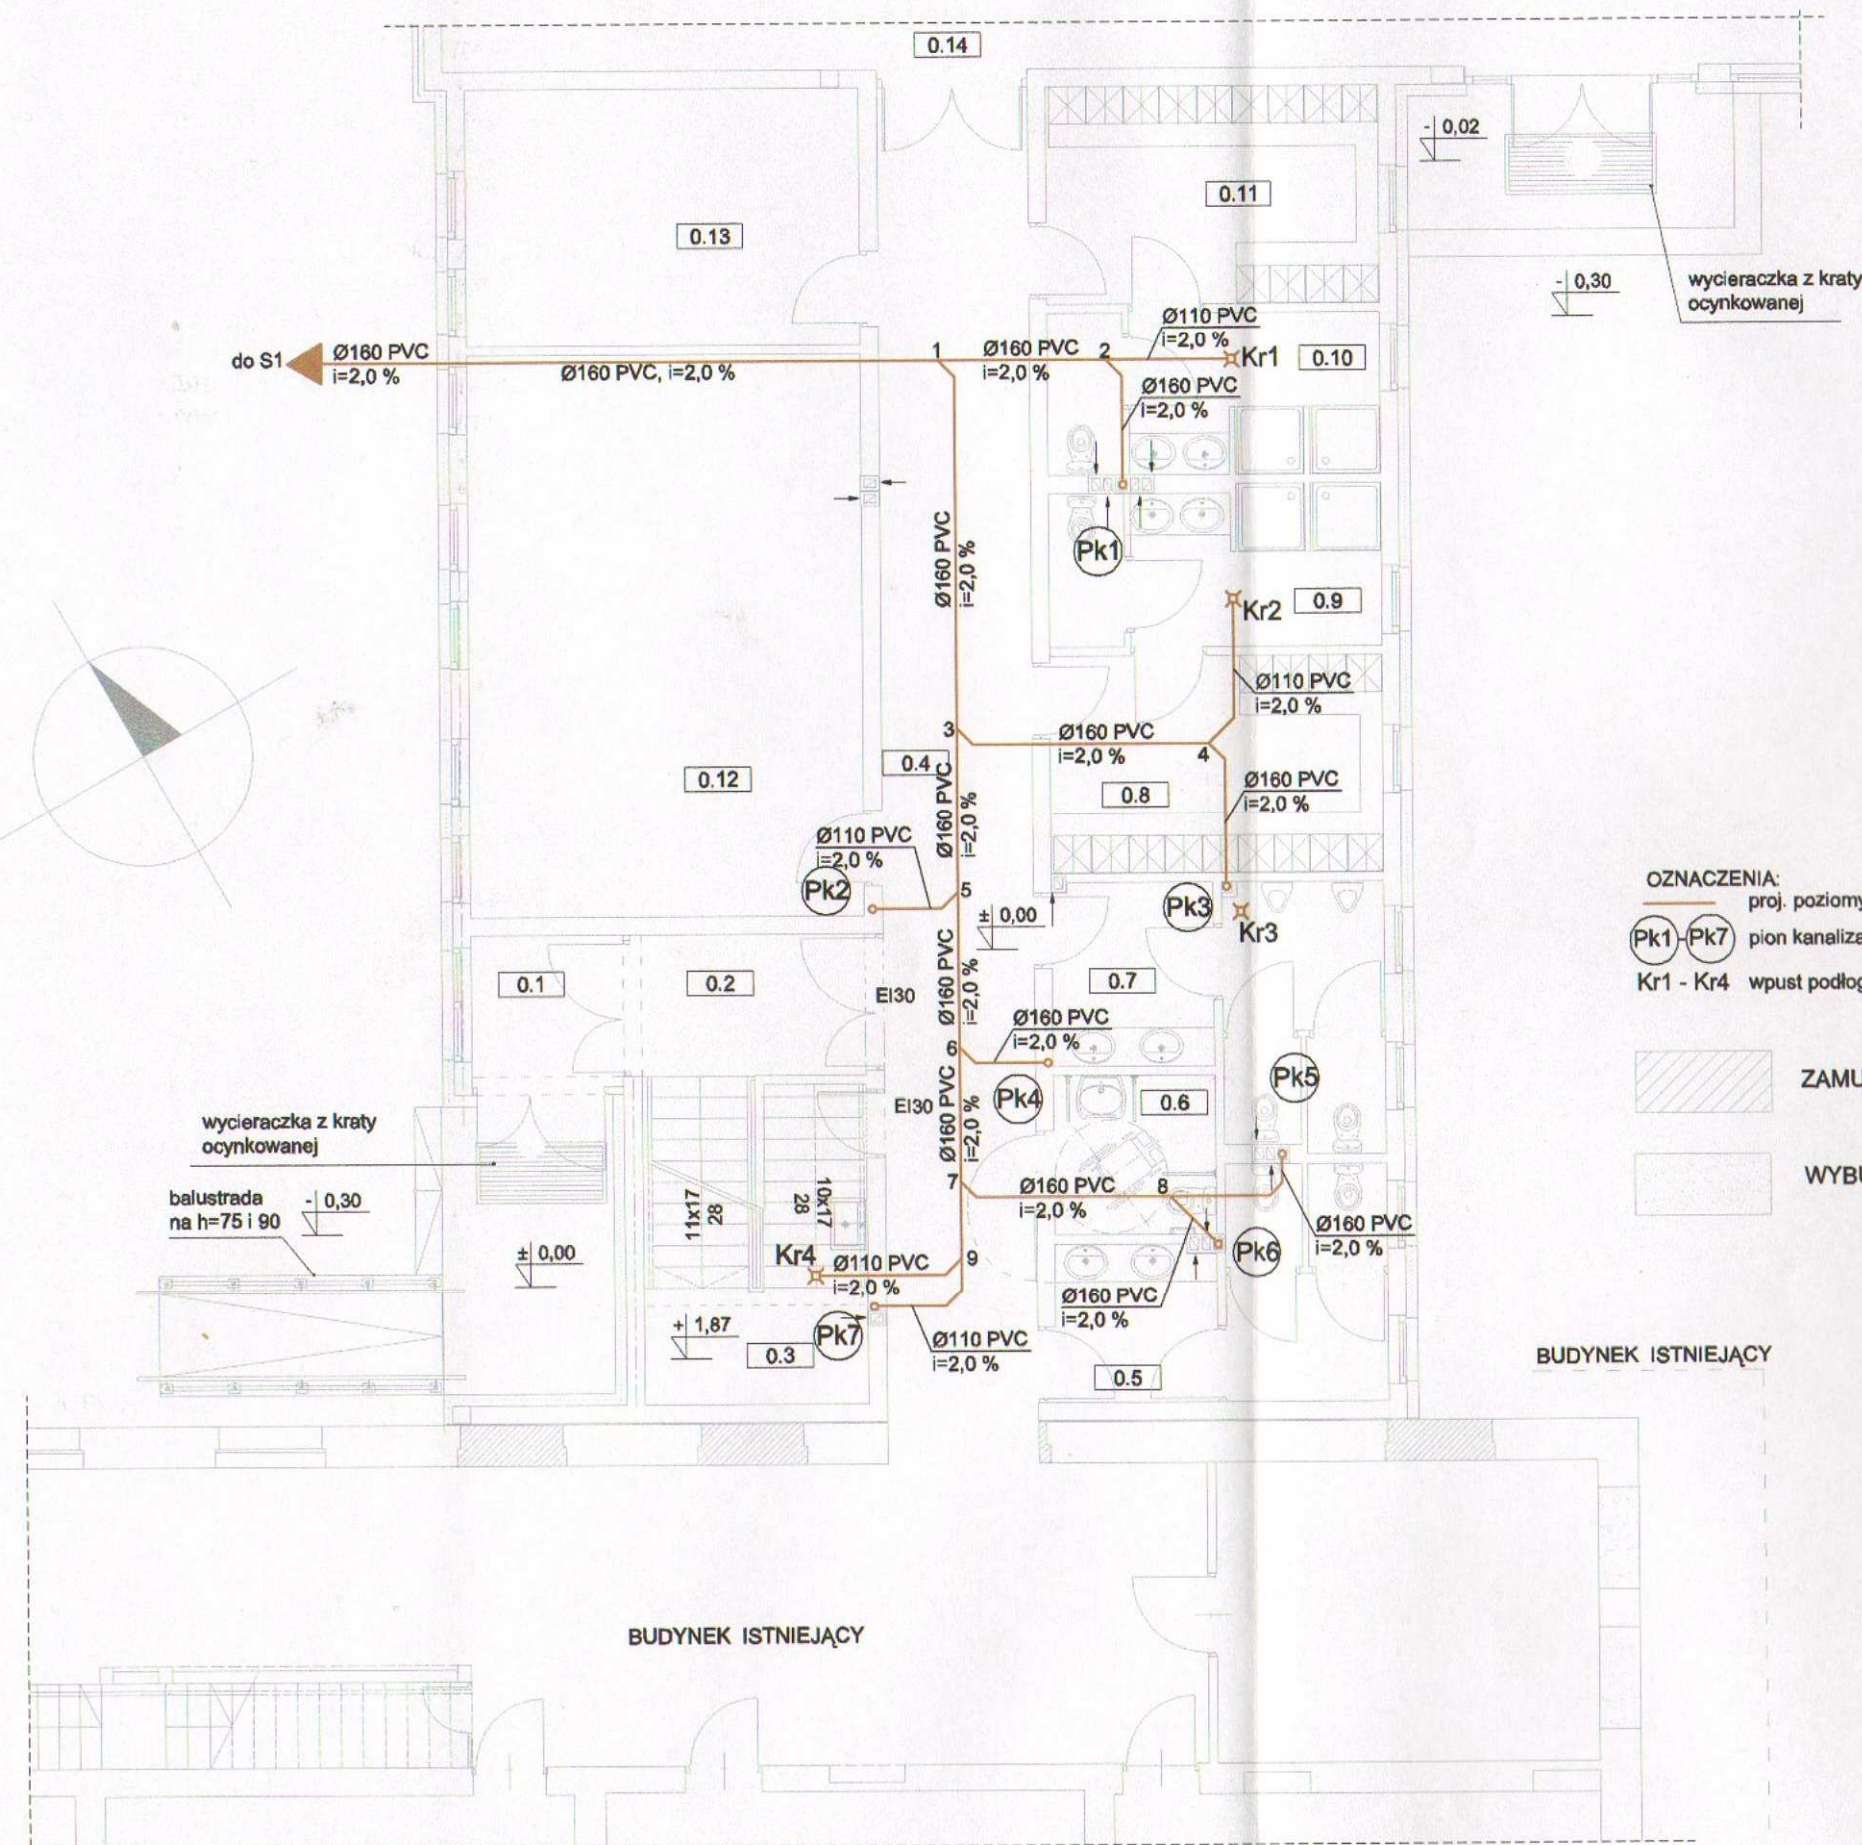 0.14
- 0,02
0.11
0.13
- 0,30
wycieraczka z kraty
ocynkowanej
Ø110 PVC
i=2,0 %
do S1
Ø160 PVC
i=2,0 %
Ø160 PVC, i=2,0 %
1
Ø160 PVC
i=2,0 %
2
Kr1
0.10
Ø160 PVC
i=2,0 %
Pk1
Ø160 PVC
i=2,0 %
Kr2
0.9
Ø110 PVC
i=2,0 %
3
Ø160 PVC
i=2,0 %
4
0.4
0.12
0.8
Ø160 PVC
i=2,0 %
Ø160 PVC
i=2,0 %
Ø110 PVC
i=2,0 %
Pk2
5
± 0,00
Pk3
Kr3
OZNACZENIA:
proj. poziomy
Pk1-Pk7 pion kanaliza
Kr1 - Kr4 wpust podłog
0.1
0.2
EI30
Ø160 PVC
i=2,0 %
0.7
Ø160 PVC
i=2,0 %
6
Pk4
Pk5
0.6
EI30
Ø160 PVC
i=2,0 %
ZAMU
wycieraczka z kraty
ocynkowanej
balustrada
na h=75 i 90
- 0,30
± 0,00
11x17
28
10x17
28
7
Ø160 PVC
i=2,0 %
8
WYBU
Ø160 PVC
i=2,0 %
Pk6
Kr4
Ø110 PVC
i=2,0 %
9
Ø160 PVC
i=2,0 %
+ 1,87
0.3
Pk7
Ø110 PVC
i=2,0 %
0.5
BUDYNEK ISTNIEJĄCY
BUDYNEK ISTNIEJĄCY